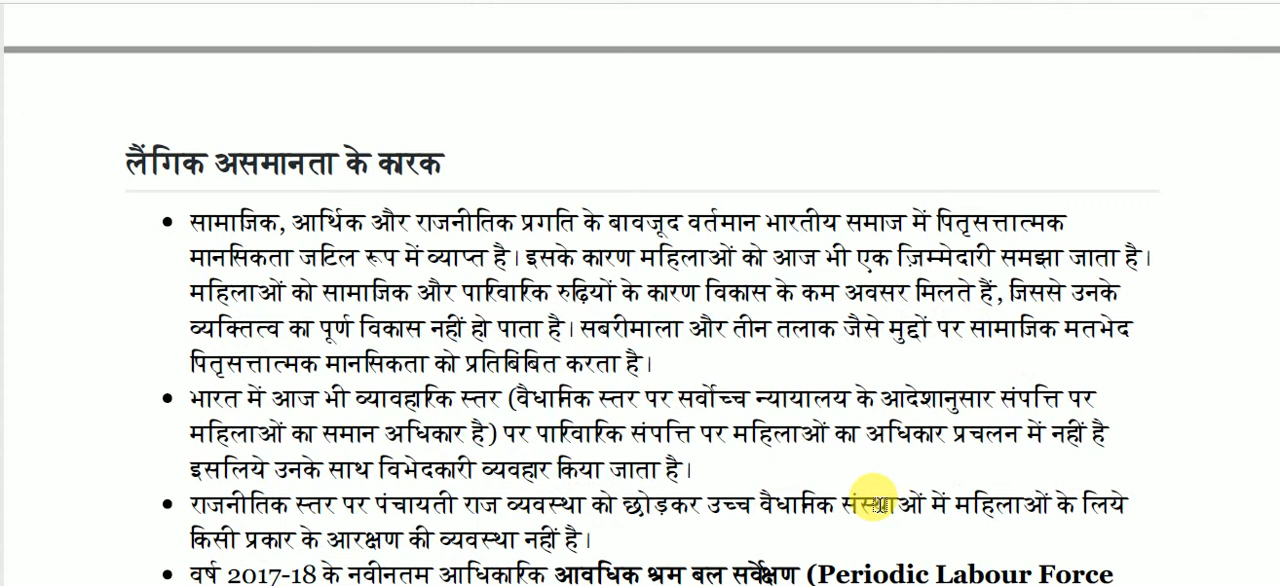 लैंगिक असमानता के कारक
सामाजिक, आर्थिक और राजनीतिक प्रगति के बावजूद वर्तमान भारतीय समाज में पितृसत्तात्मक
मानसिकता जटिल रूप में व्याप्त है। इसके कारण महिलाओं को आज भी एक ज़िम्मेदारी समझा जाता है।
महिलाओं को सामाजिक और पारिवारिक रुढ़ियों के कारण विकास के कम अवसर मिलते हैं, जिससे उनके
व्यक्तित्व का पूर्ण विकास नहीं हो पाता है। सबरीमाला और तीन तलाक जैसे मुद्दों पर सामाजिक मतभेद
पितृसत्तात्मक मानसिकता को प्रतिबिंबित करता है।
भारत में आज भी व्यावहारिक स्तर (वैधानिक स्तर पर सर्वोच्च न्यायालय के आदेशानुसार संपत्ति पर
महिलाओं का समान अधिकार है) पर पारिवारिक संपत्ति पर महिलाओं का अधिकार प्रचलन में नहीं है
इसलिये उनके साथ विभेदकारी व्यवहार किया जाता है।
राजनीतिक स्तर पर पंचायती राज व्यवस्था को छोड़कर उच्च वैधानिक संस्थाओं में महिलाओं के लिये
किसी प्रकार के आरक्षण की व्यवस्था नहीं है।
वर्ष 2017-18 के नवीनतम आधिकारिक आवधिक श्रम बल सर्वेक्षण (Periodic Labour Force